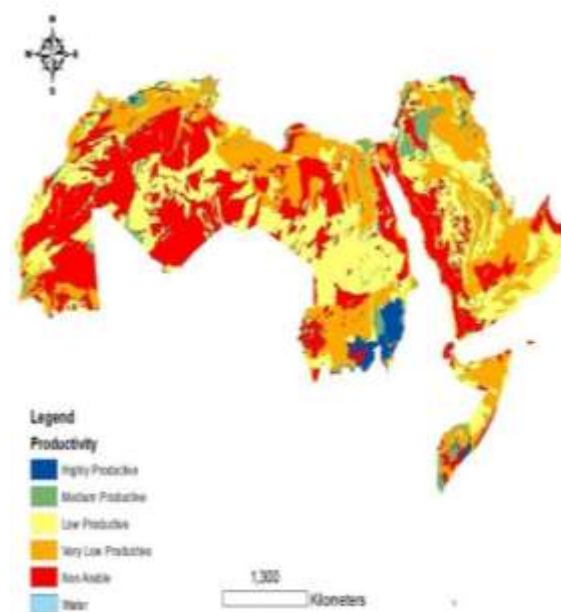 N
S
Legend
Productivity
Highly Productive
Medium Productive
Low Productive
Very Low Productive
Non Arable
Water
1,300
Kilometers